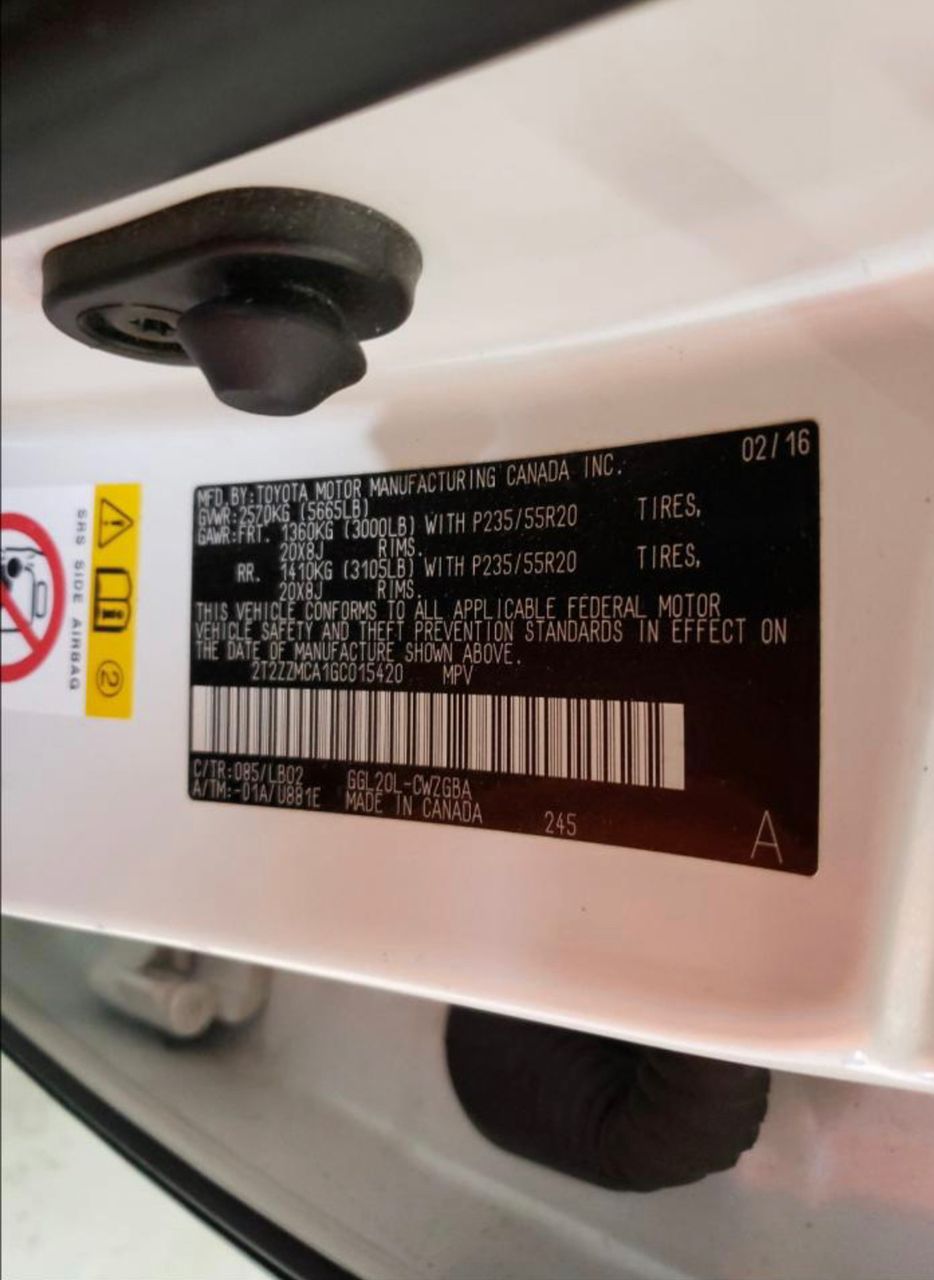 02/16
MFD. BY: TOYOTA MOTOR MANUFACTURING CANADA INC.
GVWR: 2570KG (5665LB)
GAWR: FRT. 1360KG (3000LB) WITH P235/55R20 TIRES,
20X8J RIMS.
RR. 1410KG (3105LB) WITH P235/55R20 TIRES,
20X8J RIMS.
THIS VEHICLE CONFORMS TO ALL APPLICABLE FEDERAL MOTOR
VEHICLE SAFETY AND THEFT PREVENTION STANDARDS IN EFFECT ON
THE DATE OF MANUFACTURE SHOWN ABOVE.
2T2ZZMCA1GC015420 MPV
C/TR: 085/LB02 GGL20L-CWZGBA
A/TM: -01A/U881E MADE IN CANADA
245 A
SRS SIDE AIRBAG
2